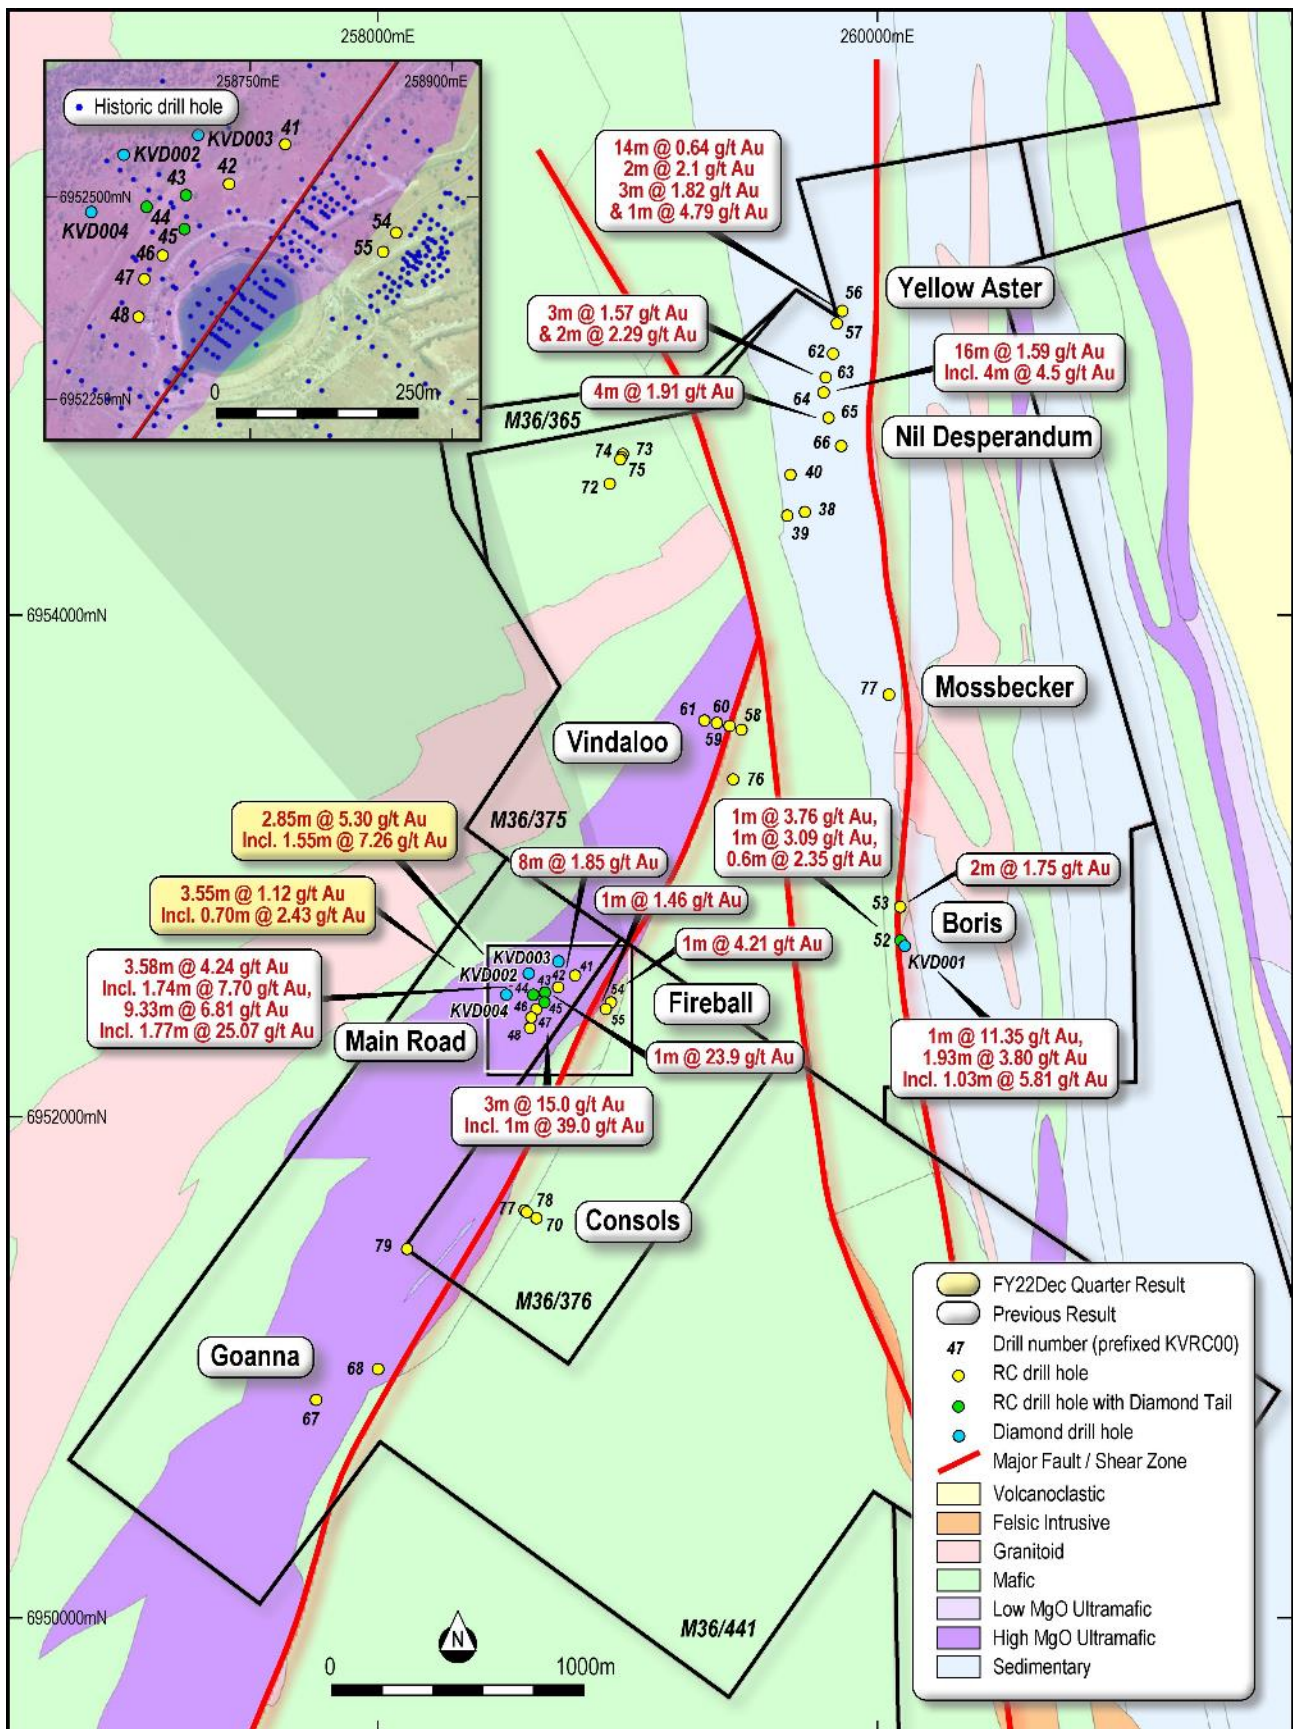 258000mE
260000mE
258750mE
258900mE
Historic drill hole
KVD003
41
KVD002
42
43
6952500mN
44
KVD004
45
54
46
55
47
48
0
250m
6952250mN
14m @ 0.64 g/t Au
2m @ 2.1 g/t Au
3m @ 1.82 g/t Au
& 1m @ 4.79 g/t Au
Yellow Aster
56
57
3m @ 1.57 g/t Au
& 2m @ 2.29 g/t Au
62
63
16m @ 1.59 g/t Au
Incl. 4m @ 4.5 g/t Au
4m @ 1.91 g/t Au
64
65
M36/365
66
Nil Desperandum
74
73
75
72
40
38
39
6954000mN
77
Mossbecker
61
60
58
59
Vindaloo
76
2.85m @ 5.30 g/t Au
Incl. 1.55m @ 7.26 g/t Au
M36/375
1m @ 3.76 g/t Au,
1m @ 3.09 g/t Au,
0.6m @ 2.35 g/t Au
8m @ 1.85 g/t Au
2m @ 1.75 g/t Au
3.55m @ 1.12 g/t Au
Incl. 0.70m @ 2.43 g/t Au
1m @ 1.46 g/t Au
53
Boris
52
KVD001
1m @ 4.21 g/t Au
3.58m @ 4.24 g/t Au
Incl. 1.74m @ 7.70 g/t Au,
9.33m @ 6.81 g/t Au
Incl. 1.77m @ 25.07 g/t Au
KVD003
KVD002
41
42
43
44
KVD004
45
46
47
48
54
55
Fireball
Main Road
1m @ 23.9 g/t Au
1m @ 11.35 g/t Au,
1.93m @ 3.80 g/t Au
Incl. 1.03m @ 5.81 g/t Au
3m @ 15.0 g/t Au
Incl. 1m @ 39.0 g/t Au
6952000mN
77
78
70
Consols
79
M36/376
Goanna
68
67
FY22Dec Quarter Result
Previous Result
47 Drill number (prefixed KVRC00)
RC drill hole
RC drill hole with Diamond Tail
Diamond drill hole
Major Fault / Shear Zone
Volcanoclastic
Felsic Intrusive
Granitoid
Mafic
Low MgO Ultramafic
High MgO Ultramafic
Sedimentary
6950000mN
M36/441
N
0
1000m